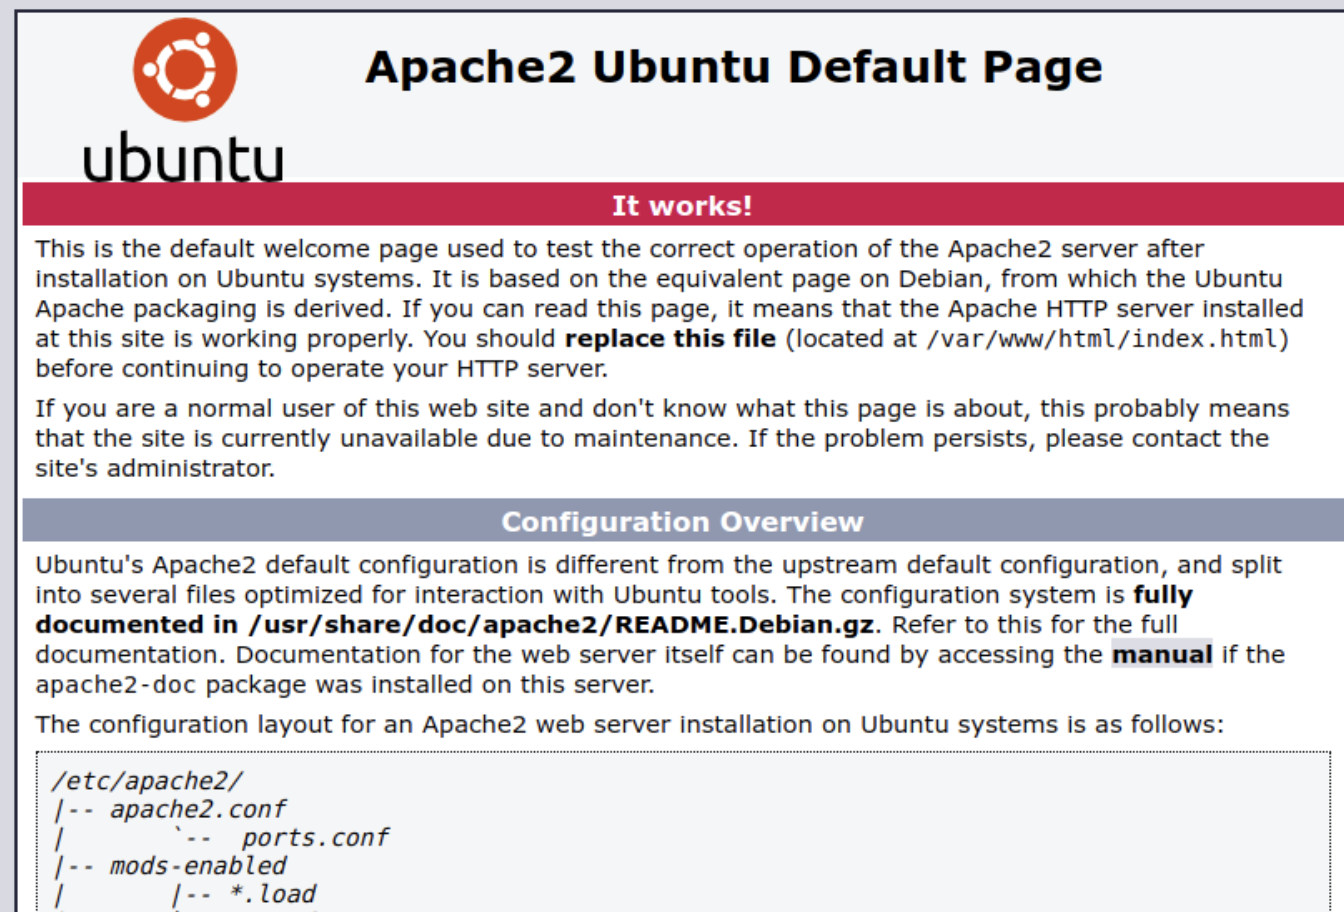 ubuntu
Apache2 Ubuntu Default Page
It works!
This is the default welcome page used to test the correct operation of the Apache2 server after
installation on Ubuntu systems. It is based on the equivalent page on Debian, from which the Ubuntu
Apache packaging is derived. If you can read this page, it means that the Apache HTTP server installed
at this site is working properly. You should replace this file (located at /var/www/html/index.html)
before continuing to operate your HTTP server.
If you are a normal user of this web site and don't know what this page is about, this probably means
that the site is currently unavailable due to maintenance. If the problem persists, please contact the
site's administrator.
Configuration Overview
Ubuntu's Apache2 default configuration is different from the upstream default configuration, and split
into several files optimized for interaction with Ubuntu tools. The configuration system is fully
documented in /usr/share/doc/apache2/README.Debian.gz. Refer to this for the full
documentation. Documentation for the web server itself can be found by accessing the manual if the
apache2-doc package was installed on this server.
The configuration layout for an Apache2 web server installation on Ubuntu systems is as follows:
/etc/apache2/
|-- apache2.conf
|       `--  ports.conf
|-- mods-enabled
|       |-- *.load